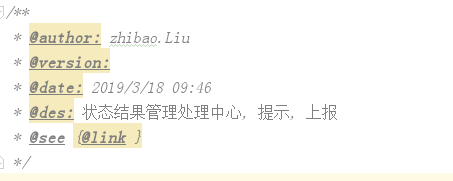 /**
* @author: zhibao.Liu
* @version:
* @date: 2019/3/18 09:46
* @des: 状态结果管理处理中心, 提示, 上报
* @see {@link }
*/